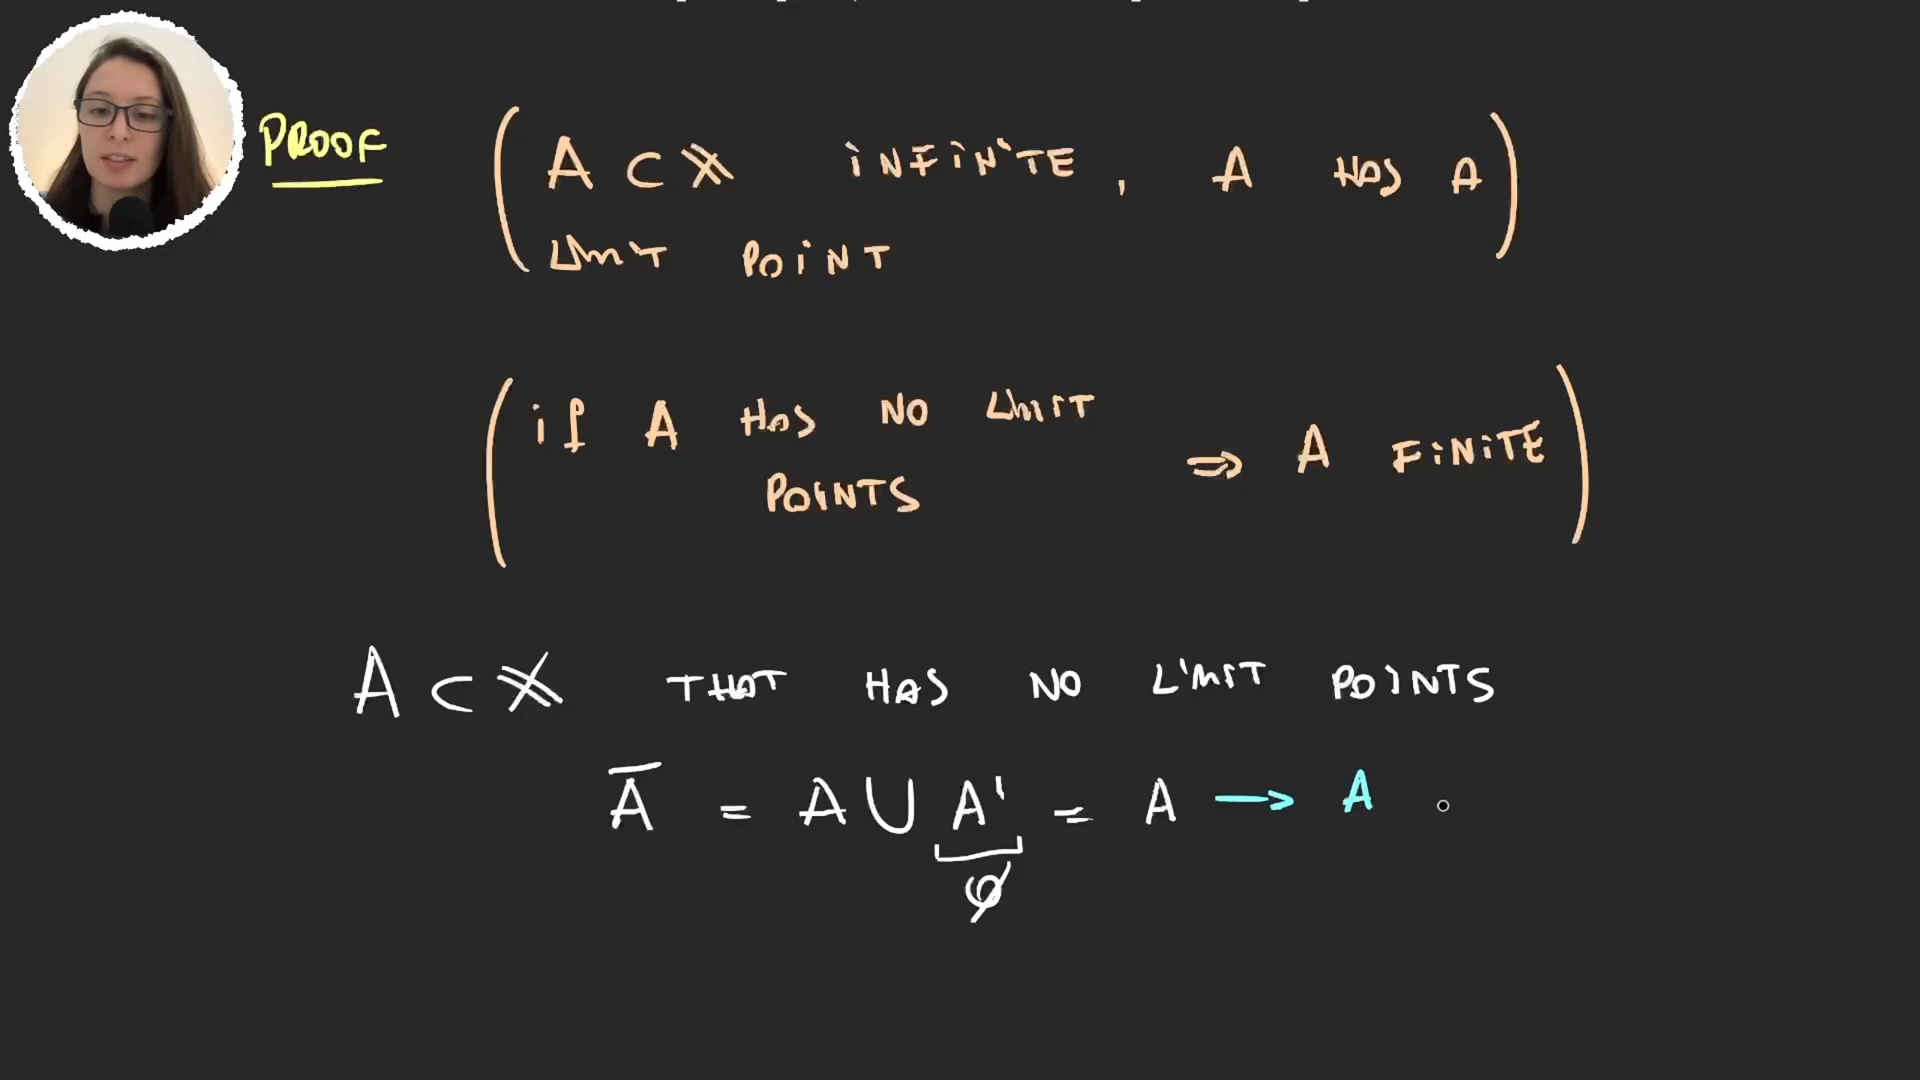 PROOF
(A ⊂ X iNFiNiTE, A HAS A
LIMIT POiNT)
(if A HAS NO LIMIT
POINTS ⇒ A FiNiTE)
A ⊂ X THAT HAS NO LIMIT POINTS
A̅ = A ∪ A' = A → A
∅